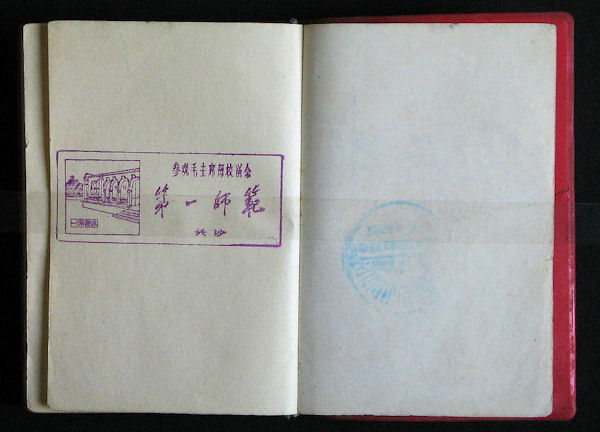 参观毛主席母校留念
第一師範
长沙